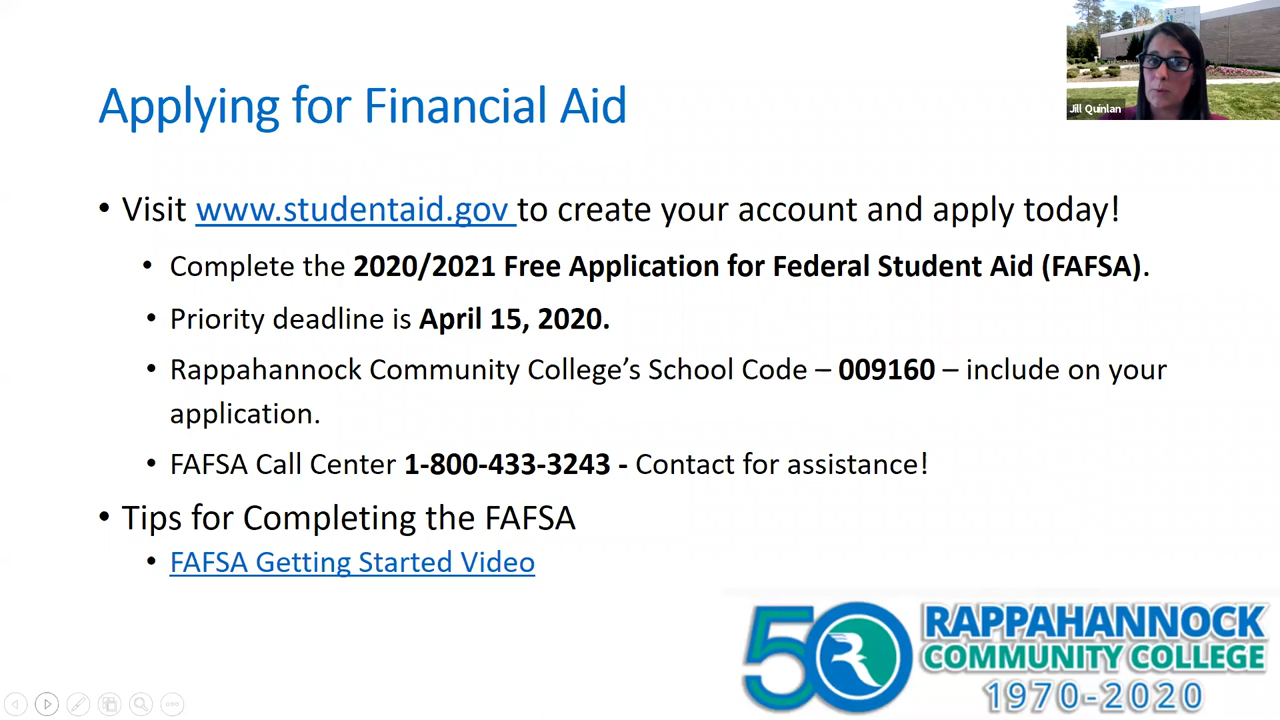 Jill Quinlan
Applying for Financial Aid
• Visit www.studentaid.gov to create your account and apply today!
• Complete the 2020/2021 Free Application for Federal Student Aid (FAFSA).
• Priority deadline is April 15, 2020.
• Rappahannock Community College’s School Code – 009160 – include on your
application.
• FAFSA Call Center 1-800-433-3243 - Contact for assistance!
• Tips for Completing the FAFSA
• FAFSA Getting Started Video
50
RAPPAHANNOCK
COMMUNITY COLLEGE
1970-2020